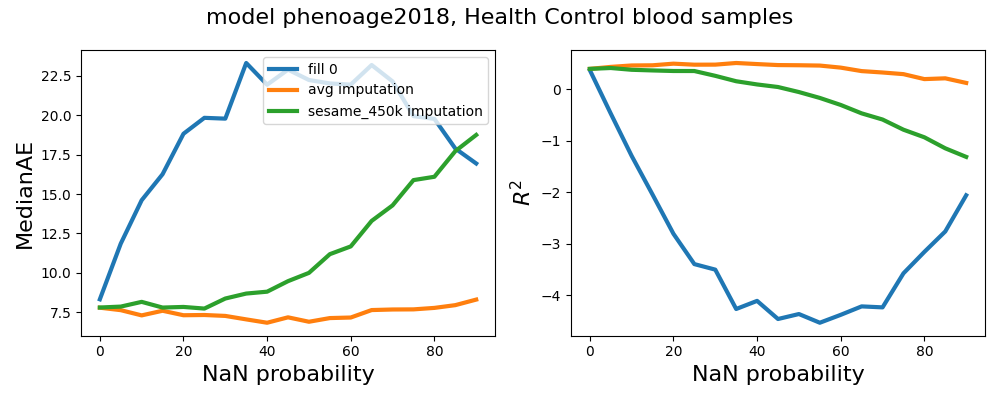 model phenoage2018, Health Control blood samples
MedianAE
22.5
20.0
17.5
15.0
12.5
10.0
7.5
0 20 40 60 80
NaN probability
fill 0
avg imputation
sesame_450k imputation
R²
0
−1
−2
−3
−4
0 20 40 60 80
NaN probability